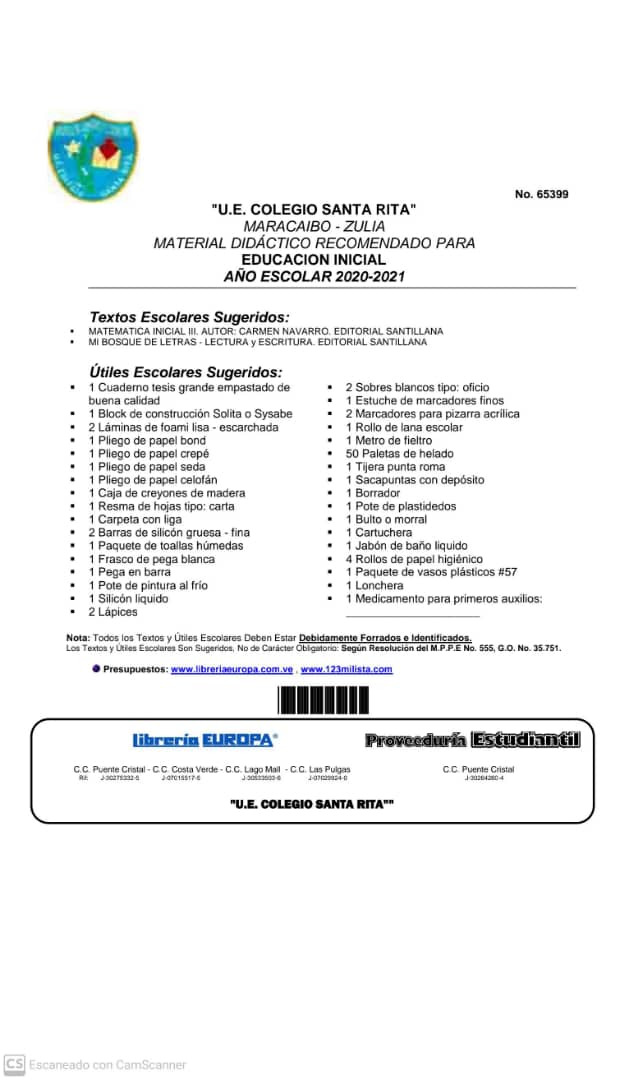 No. 65399
"U.E. COLEGIO SANTA RITA"
MARACAIBO - ZULIA
MATERIAL DIDÁCTICO RECOMENDADO PARA
EDUCACION INICIAL
AÑO ESCOLAR 2020-2021
Textos Escolares Sugeridos:
MATEMATICA INICIAL III. AUTOR: CARMEN NAVARRO. EDITORIAL SANTILLANA
MI BOSQUE DE LETRAS - LECTURA y ESCRITURA. EDITORIAL SANTILLANA
Útiles Escolares Sugeridos:
1 Cuaderno tesis grande empastado de
buena calidad
1 Block de construcción Solita o Sysabe
2 Láminas de foami lisa - escarchada
1 Pliego de papel bond
1 Pliego de papel crepé
1 Pliego de papel seda
1 Pliego de papel celofán
1 Caja de creyones de madera
1 Resma de hojas tipo: carta
1 Carpeta con liga
2 Barras de silicón gruesa - fina
1 Paquete de toallas húmedas
1 Frasco de pega blanca
1 Pega en barra
1 Pote de pintura al frío
1 Silicón líquido
2 Lápices
2 Sobres blancos tipo: oficio
1 Estuche de marcadores finos
2 Marcadores para pizarra acrílica
1 Rollo de lana escolar
1 Metro de fieltro
50 Paletas de helado
1 Tijera punta roma
1 Sacapuntas con depósito
1 Borrador
1 Pote de plastidedos
1 Bulto o morral
1 Cartuchera
1 Jabón de baño liquido
4 Rollos de papel higiénico
1 Paquete de vasos plásticos #57
1 Lonchera
1 Medicamento para primeros auxilios:
Nota: Todos los Textos y Útiles Escolares Deben Estar Debidamente Forrados e Identificados.
Los Textos y Útiles Escolares Son Sugeridos, No de Carácter Obligatorio: Según Resolución del M.P.P.E No. 555, G.O. No. 35.751.
Presupuestos: www.libreriaeuropa.com.ve , www.123milista.com
librería EUROPA®
Proveeduría Estudiantil
C.C. Puente Cristal - C.C. Costa Verde - C.C. Lago Mall - C.C. Las Pulgas
C.C. Puente Cristal
"U.E. COLEGIO SANTA RITA""
CS Escaneado con CamScanner